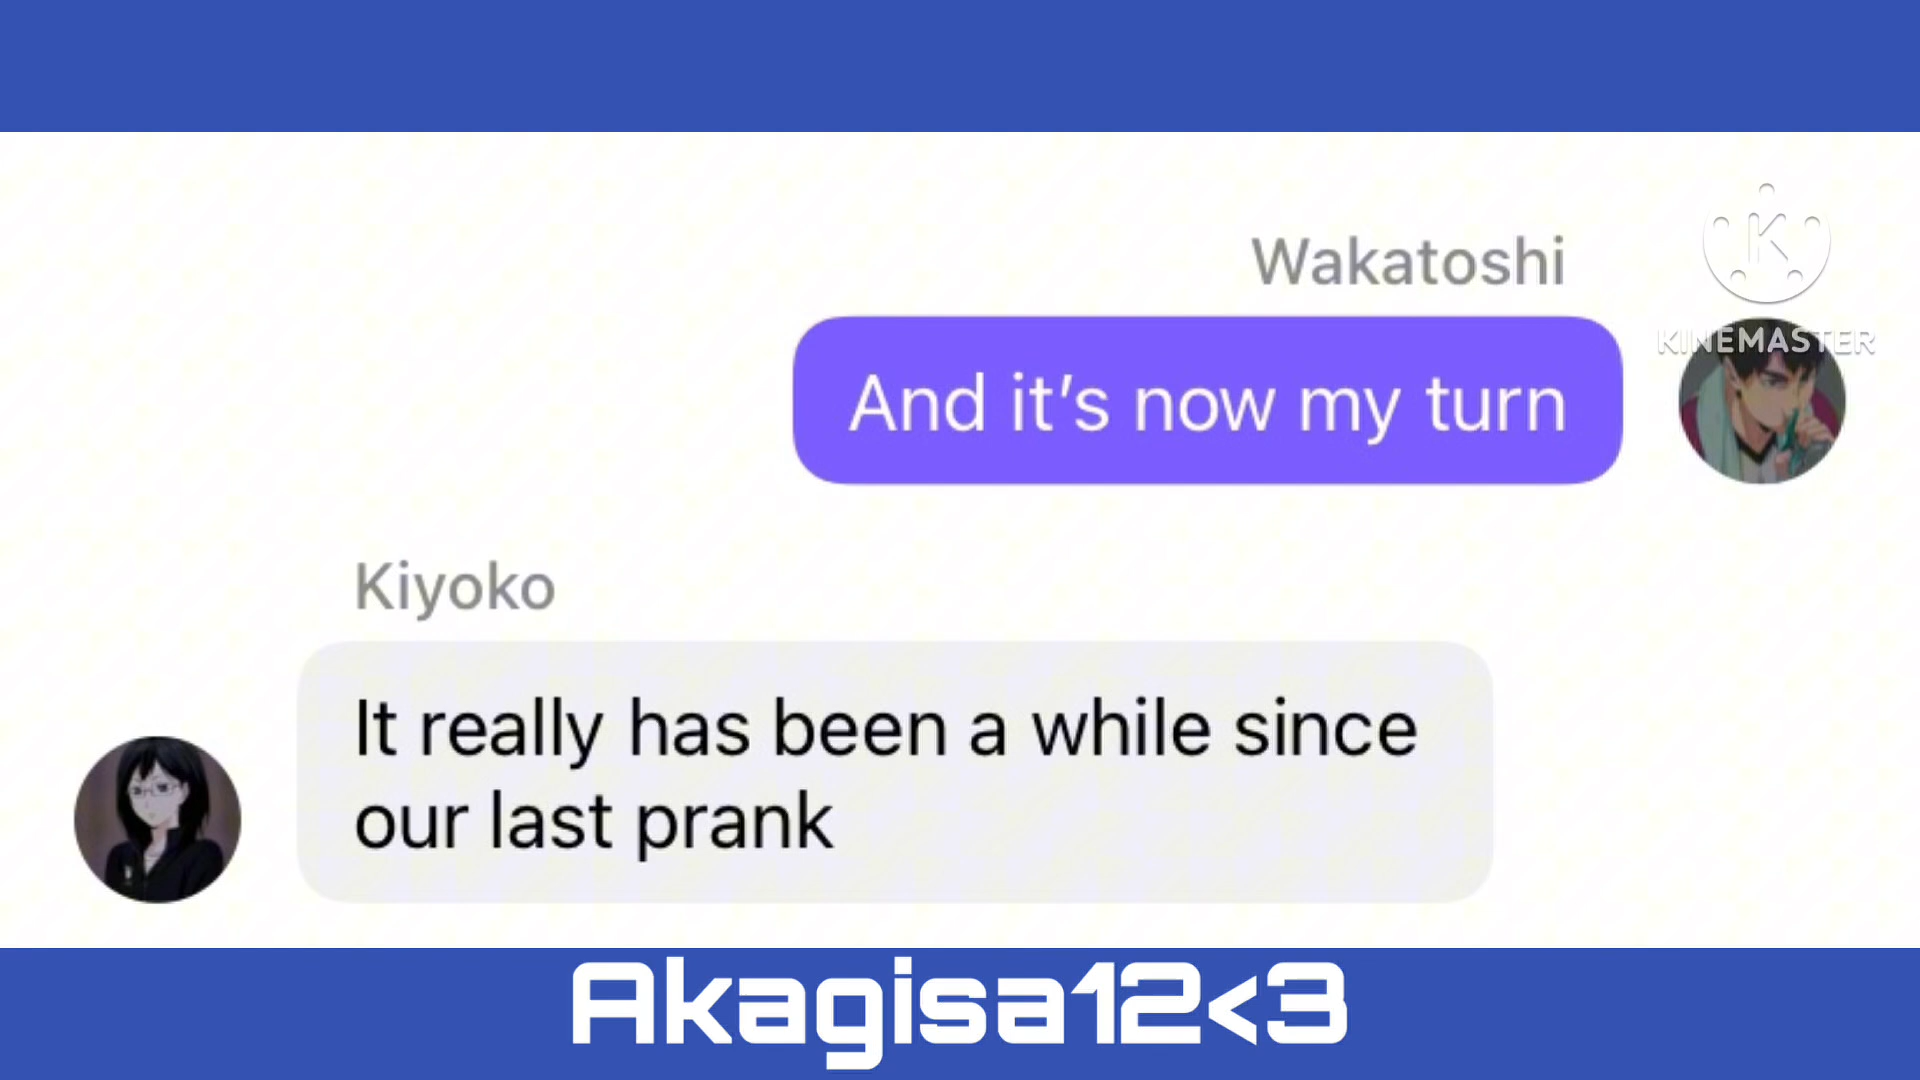 Wakatoshi
K
KINEMASTER
And it’s now my turn
Kiyoko
It really has been a while since
our last prank
Akagisa12<3